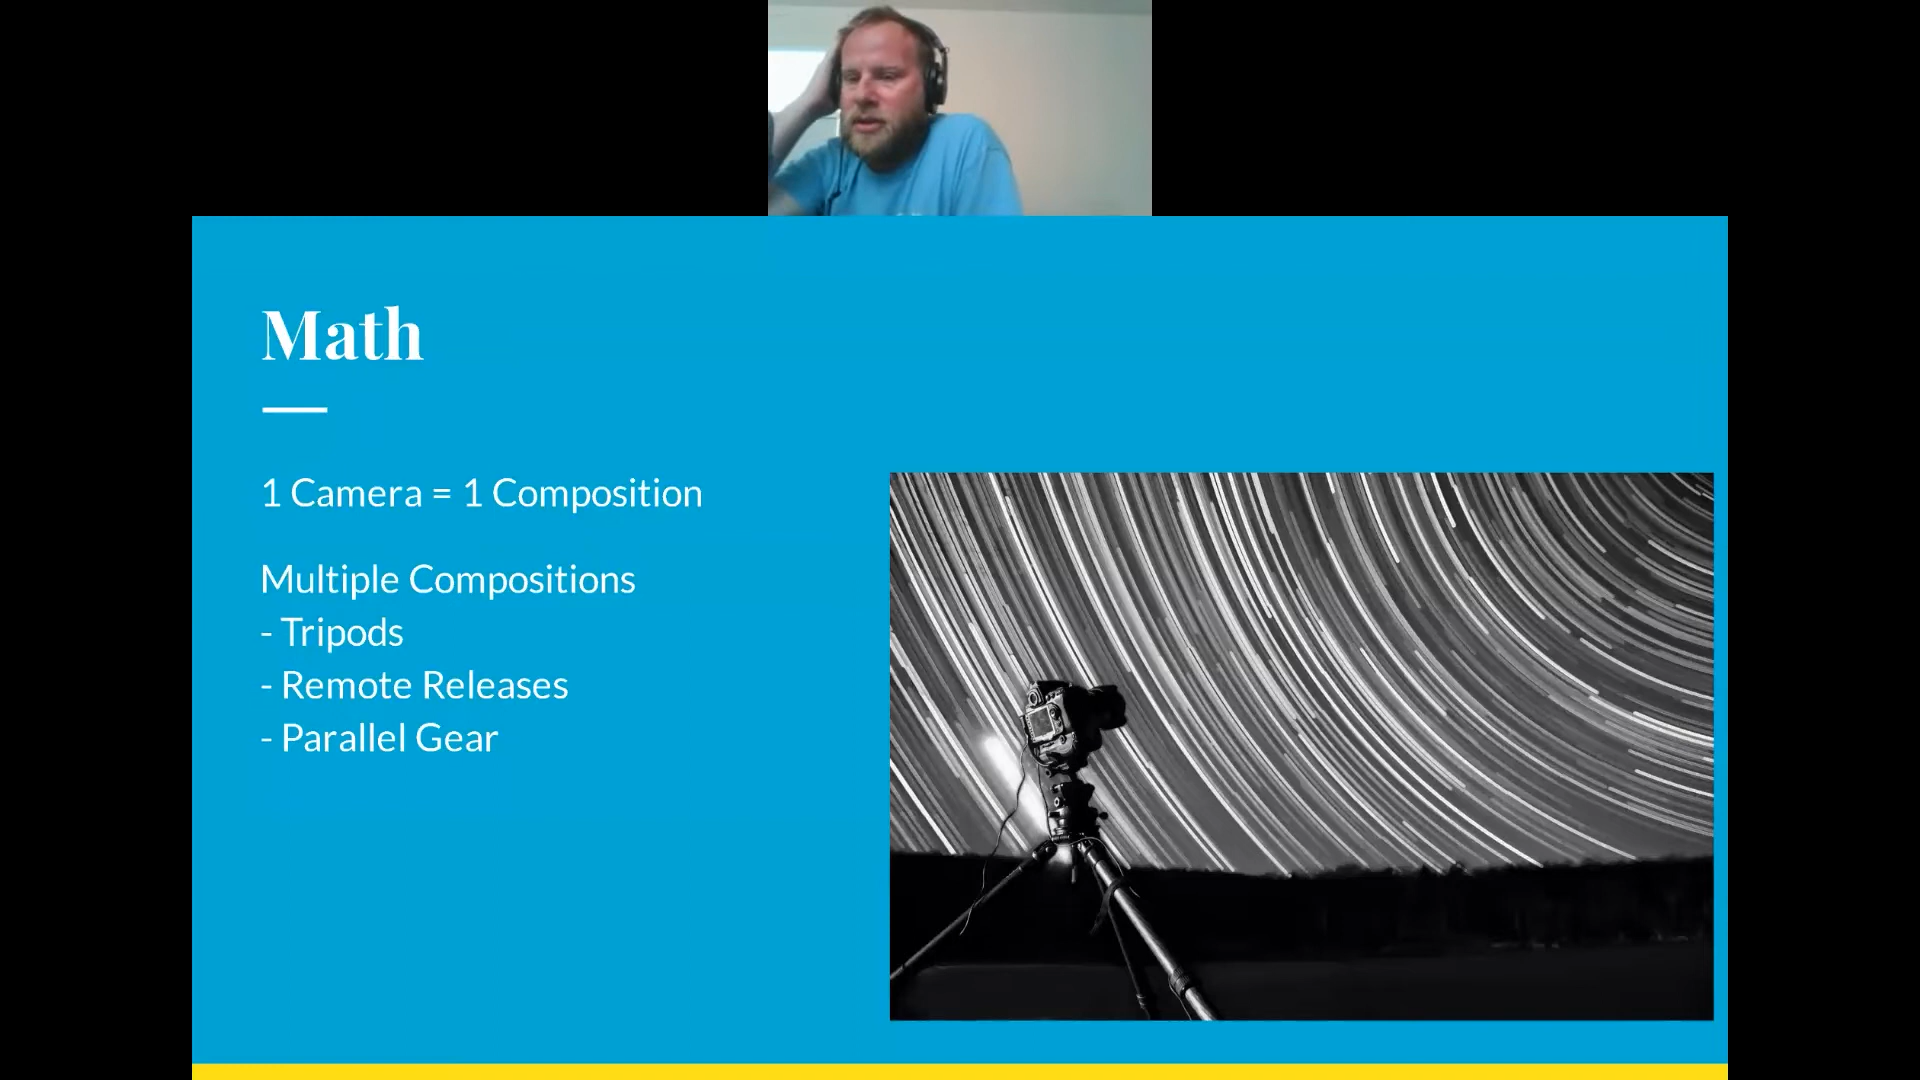 Math
1 Camera = 1 Composition
Multiple Compositions
- Tripods
- Remote Releases
- Parallel Gear